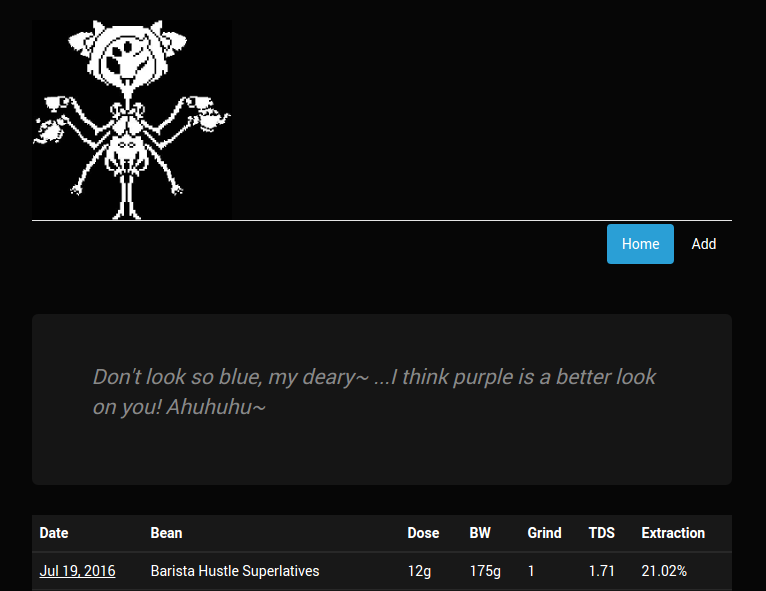 Home Add
Don't look so blue, my deary~ ...I think purple is a better look
on you! Ahuhuhu~
Date Bean Dose BW Grind TDS Extraction
Jul 19, 2016 Barista Hustle Superlatives 12g 175g 1 1.71 21.02%